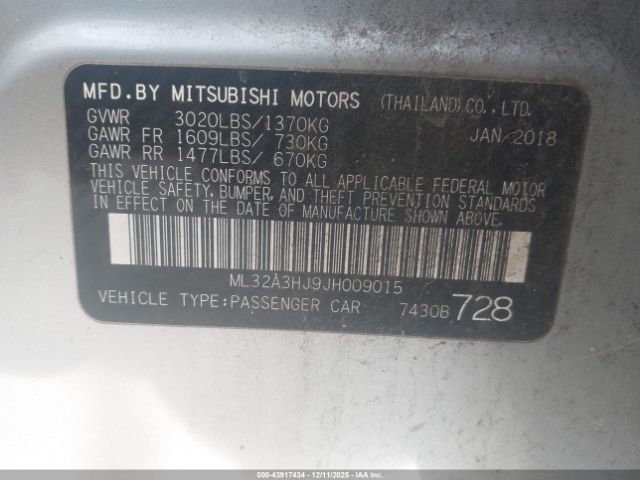 MFD.BY MITSUBISHI MOTORS (THAILAND)CO.,LTD.
GVWR 3020LBS/1370KG JAN/2018
GAWR FR 1609LBS/ 730KG
GAWR RR 1477LBS/ 670KG
THIS VEHICLE CONFORMS TO ALL APPLICABLE FEDERAL MOTOR
VEHICLE SAFETY, BUMPER, AND THEFT PREVENTION STANDARDS
IN EFFECT ON THE DATE OF MANUFACTURE SHOWN ABOVE.
ML32A3HJ9JH009015
VEHICLE TYPE:PASSENGER CAR 7430B 728
000-43917434 - 12/11/2025 - IAAI.com